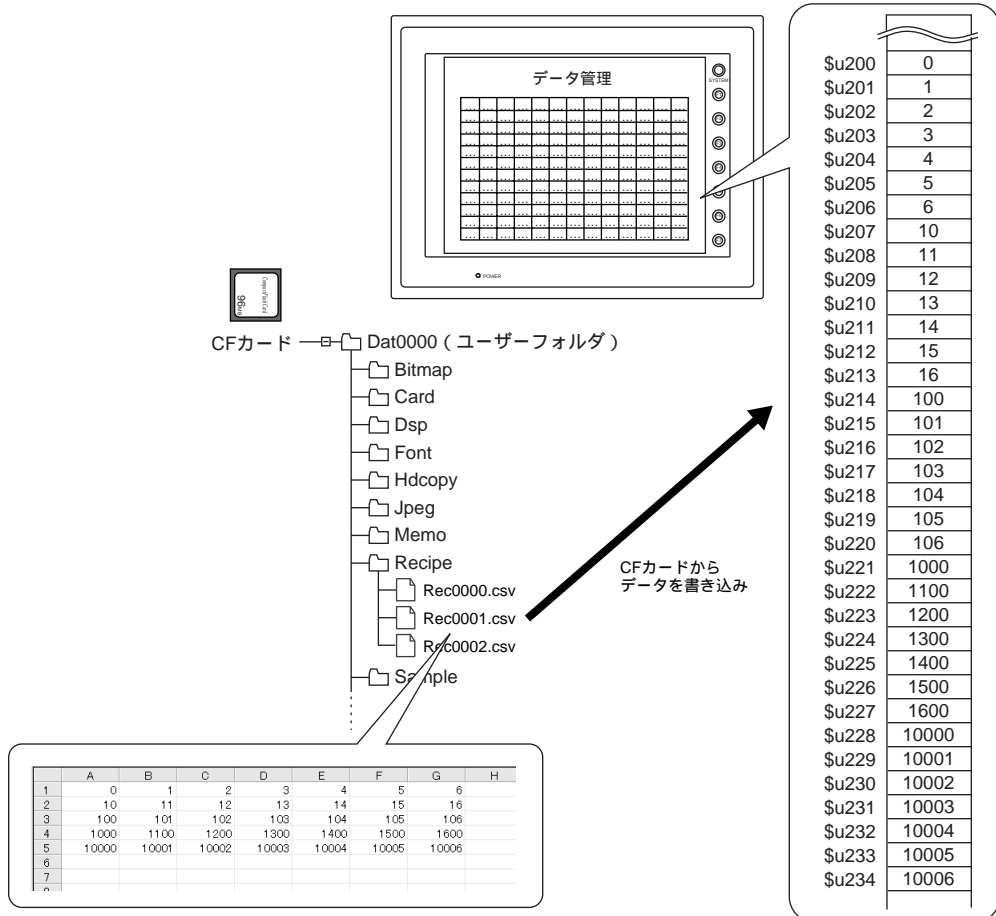 データ管理
SYSTEM
POWER
CompactFlash Card
96MB
CFカード
Dat0000（ユーザーフォルダ）
Bitmap
Card
Dsp
Font
Hdcopy
Jpeg
Memo
Recipe
Rec0000.csv
Rec0001.csv
Rec0002.csv
Sample
CFカードから
データを書き込み
A B C D E F G H
1 0 1 2 3 4 5 6
2 10 11 12 13 14 15 16
3 100 101 102 103 104 105 106
4 1000 1100 1200 1300 1400 1500 1600
5 10000 10001 10002 10003 10004 10005 10006
6
7
$u200 0
$u201 1
$u202 2
$u203 3
$u204 4
$u205 5
$u206 6
$u207 10
$u208 11
$u209 12
$u210 13
$u211 14
$u212 15
$u213 16
$u214 100
$u215 101
$u216 102
$u217 103
$u218 104
$u219 105
$u220 106
$u221 1000
$u222 1100
$u223 1200
$u224 1300
$u225 1400
$u226 1500
$u227 1600
$u228 10000
$u229 10001
$u230 10002
$u231 10003
$u232 10004
$u233 10005
$u234 10006